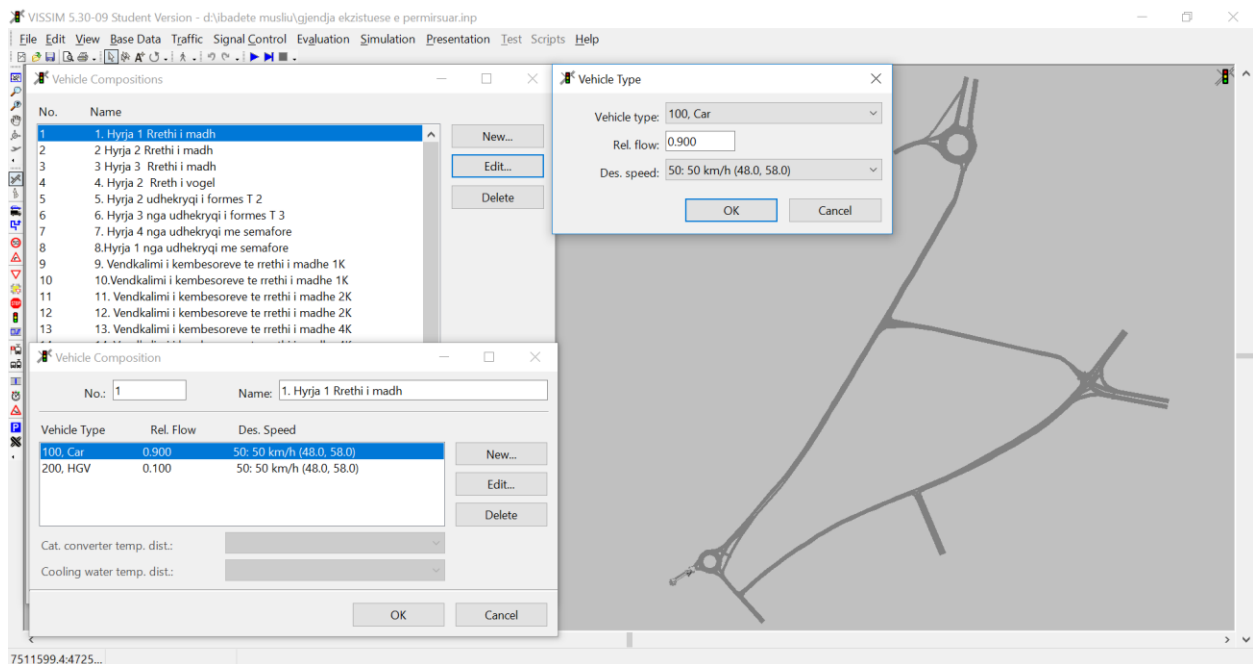 VISSIM 5.30-09 Student Version - d:\ibadete musliu\gjendja ekzistuese e permirsuar.inp
File Edit View Base Data Traffic Signal Control Evaluation Simulation Presentation Test Scripts Help
Vehicle Compositions
No. Name
1 1. Hyrja 1 Rrethi i madh
2 2 Hyrja 2 Rrethi i madh
3 3 Hyrja 3 Rrethi i madh
4 4. Hyrja 2 Rreth i vogel
5 5. Hyrja 2 udhekryqi i formes T 2
6 6. Hyrja 3 nga udhekryqi i formes T 3
7 7. Hyrja 4 nga udhekryqi me semafore
8 8.Hyrja 1 nga udhekryqi me semafore
9 9. Vendkalimi i kembesoreve te rrethi i madhe 1K
10 10.Vendkalimi i kembesoreve te rrethi i madhe 1K
11 11. Vendkalimi i kembesoreve te rrethi i madhe 2K
12 12. Vendkalimi i kembesoreve te rrethi i madhe 2K
13 13. Vendkalimi i kembesoreve te rrethi i madhe 4K
New...
Edit...
Delete
Vehicle Type
Vehicle type: 100, Car
Rel. flow: 0.900
Des. speed: 50: 50 km/h (48.0, 58.0)
OK Cancel
Vehicle Composition
No.: 1 Name: 1. Hyrja 1 Rrethi i madh
Vehicle Type Rel. Flow Des. Speed
100, Car 0.900 50: 50 km/h (48.0, 58.0)
200, HGV 0.100 50: 50 km/h (48.0, 58.0)
New...
Edit...
Delete
Cat. converter temp. dist.:
Cooling water temp. dist.:
OK Cancel
7511599.4:4725...